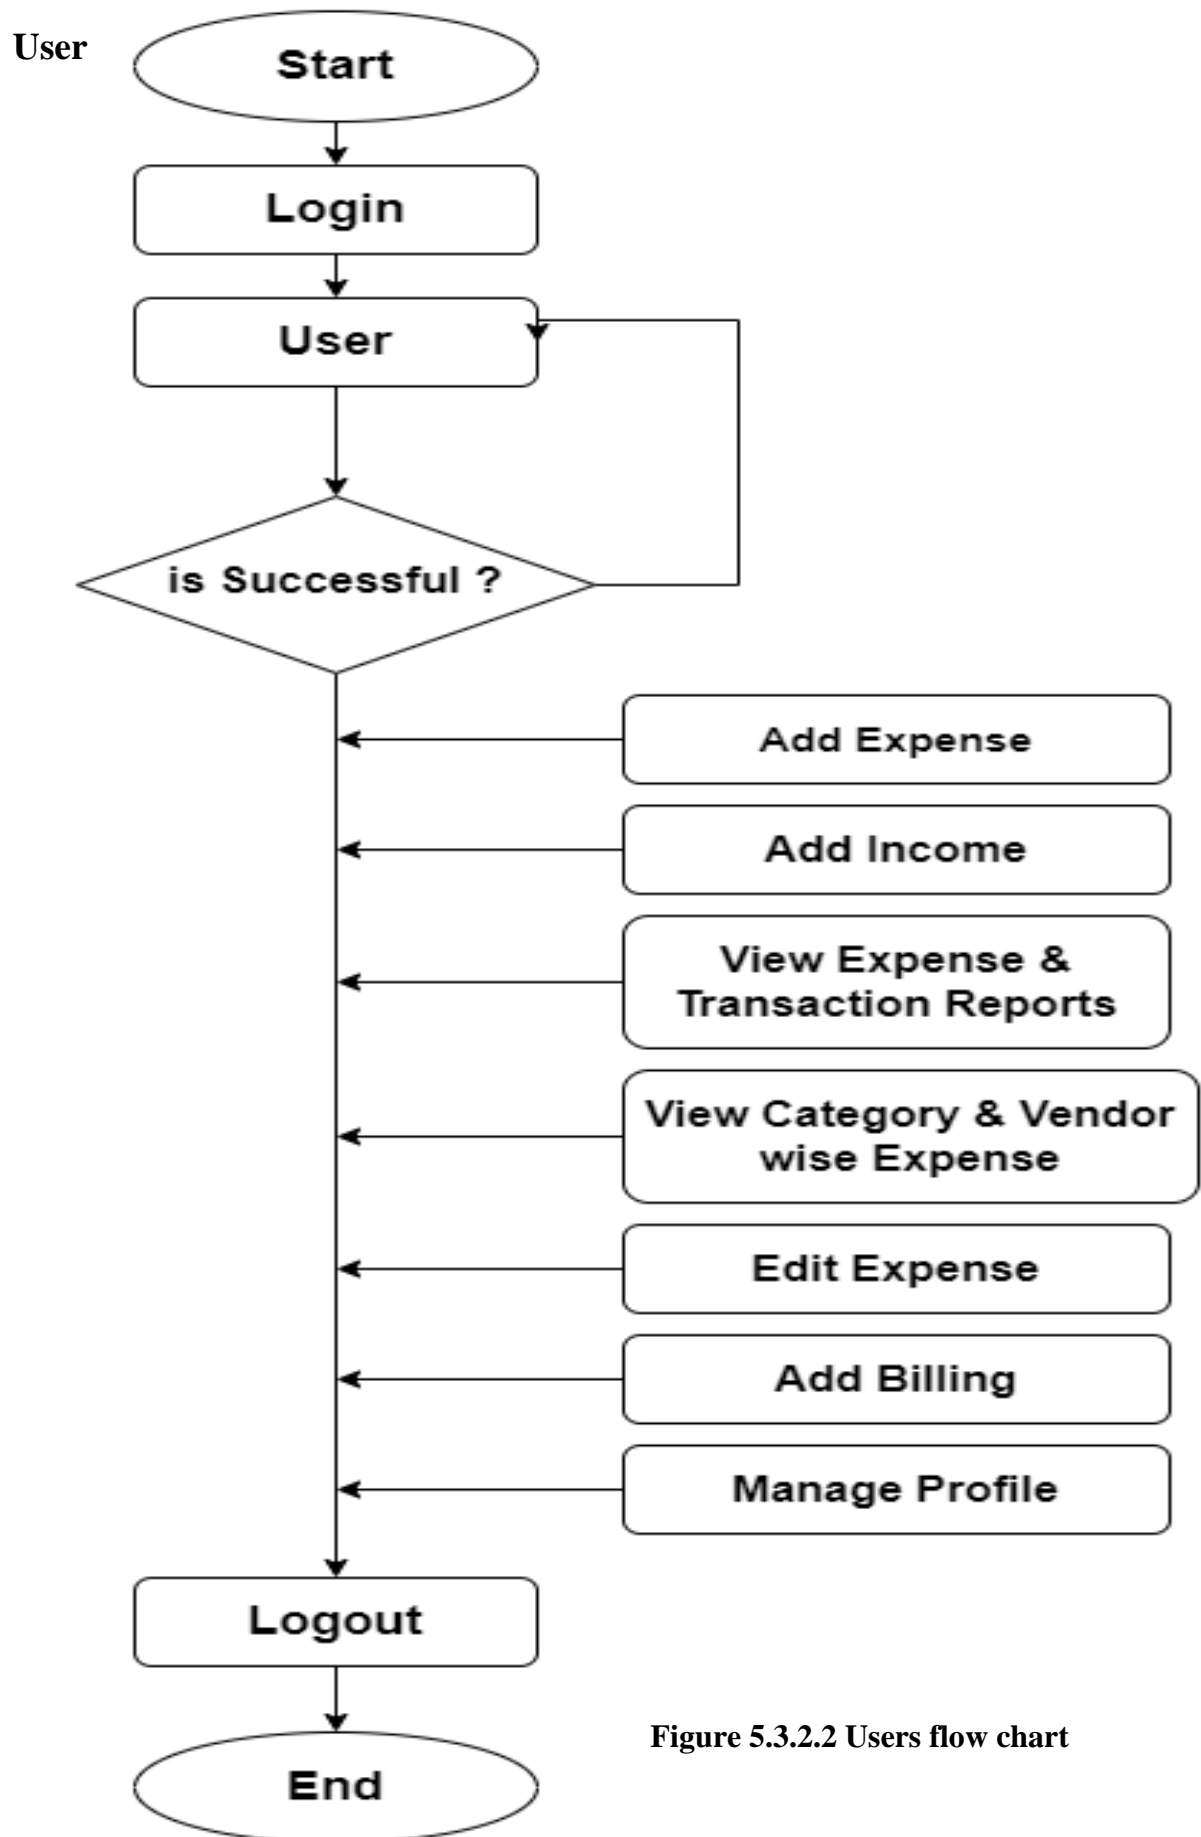 User
Start
Login
User
is Successful ?
Add Expense
Add Income
View Expense &
Transaction Reports
View Category & Vendor
wise Expense
Edit Expense
Add Billing
Manage Profile
Logout
Figure 5.3.2.2 Users flow chart
End